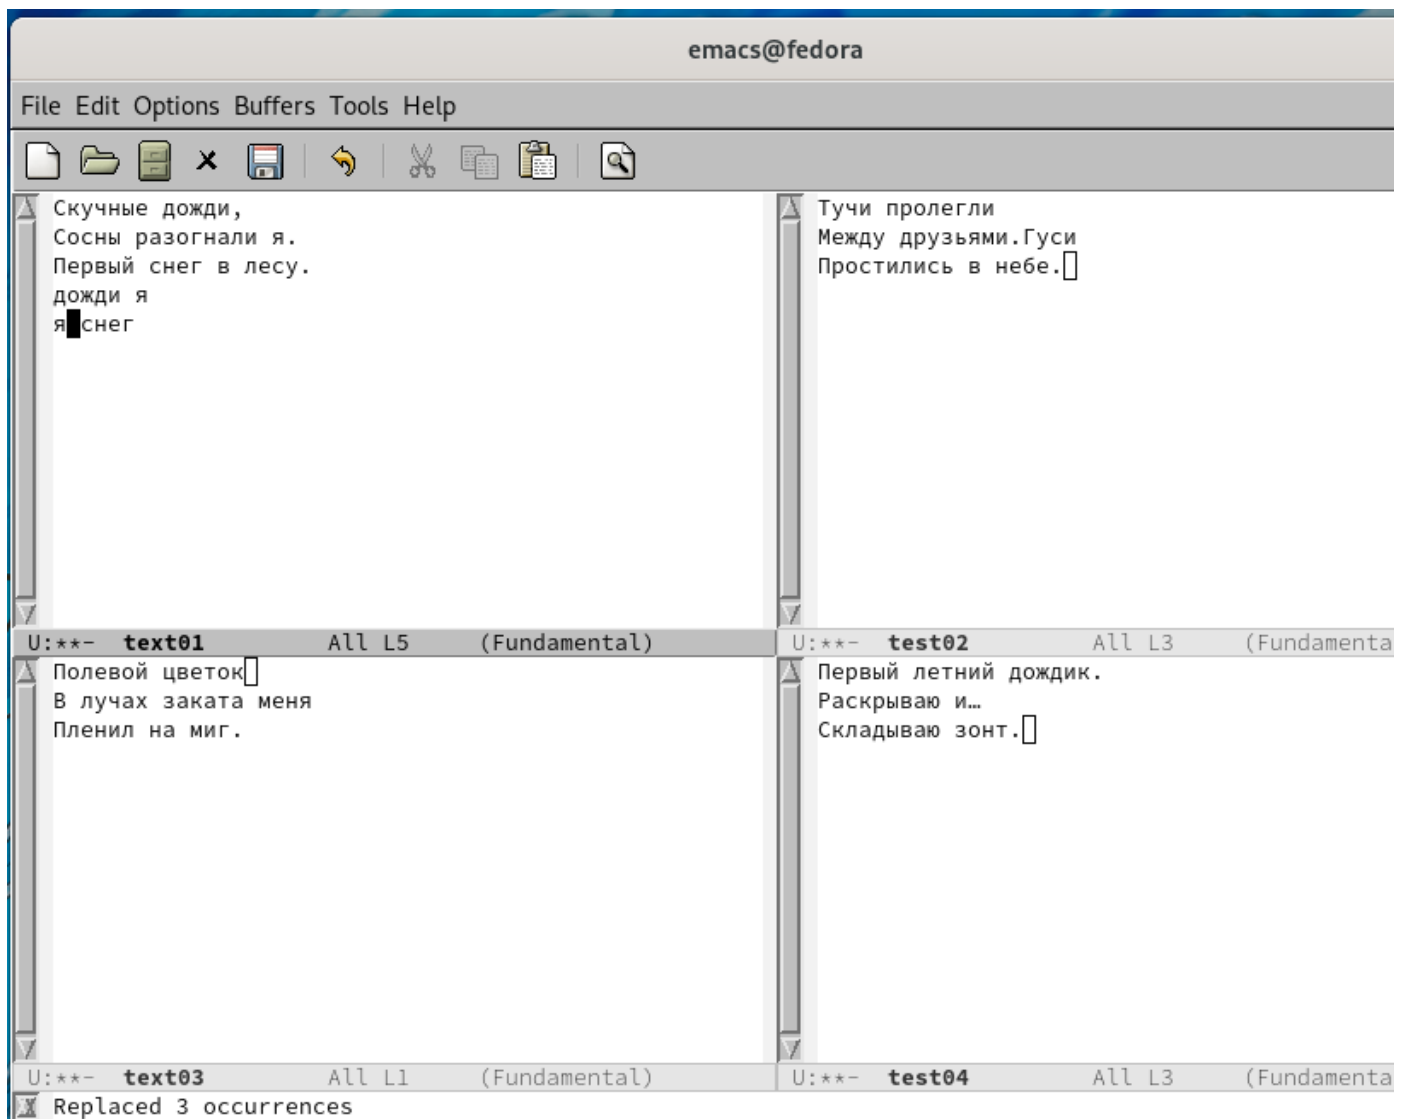 emacs@fedora
File Edit Options Buffers Tools Help
Скучные дожди,
Сосны разогнали я.
Первый снег в лесу.
дожди я
я снег
U:**-  text01  All L5  (Fundamental)
Тучи пролегли
Между друзьями.Гуси
Простились в небе.
U:**-  test02  All L3  (Fundamenta
Полевой цветок
В лучах заката меня
Пленил на миг.
U:**-  text03  All L1  (Fundamental)
Первый летний дождик.
Раскрываю и…
Складываю зонт.
U:**-  test04  All L3  (Fundamenta
Replaced 3 occurrences